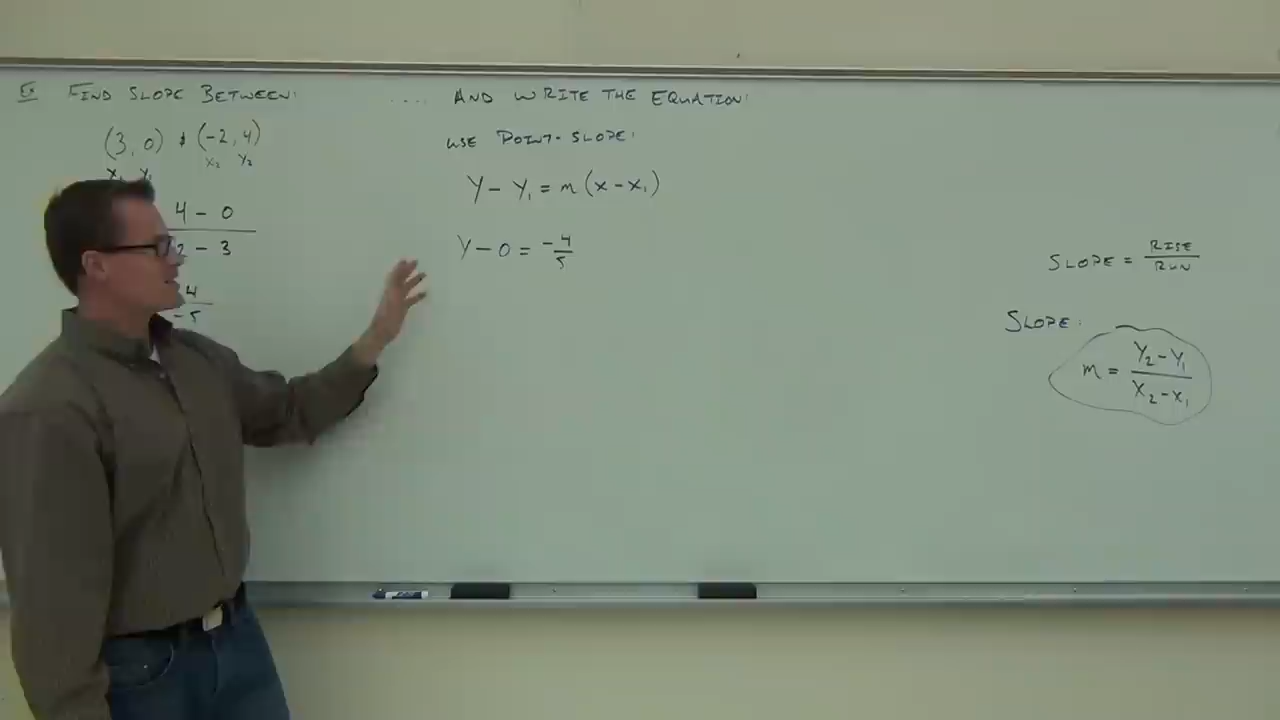 Ex FIND SLOPE BETWEEN:
(3, 0) & (-2, 4)
x₂ y₂
x₁ y₁
4 - 0
2 - 3
4
-5
.... AND WRITE THE EQUATION:
USE POINT-SLOPE:
Y - Y₁ = m(x - x₁)
Y - 0 = -4/5
SLOPE = RISE/RUN
SLOPE:
m = Y₂ - Y₁ / X₂ - X₁